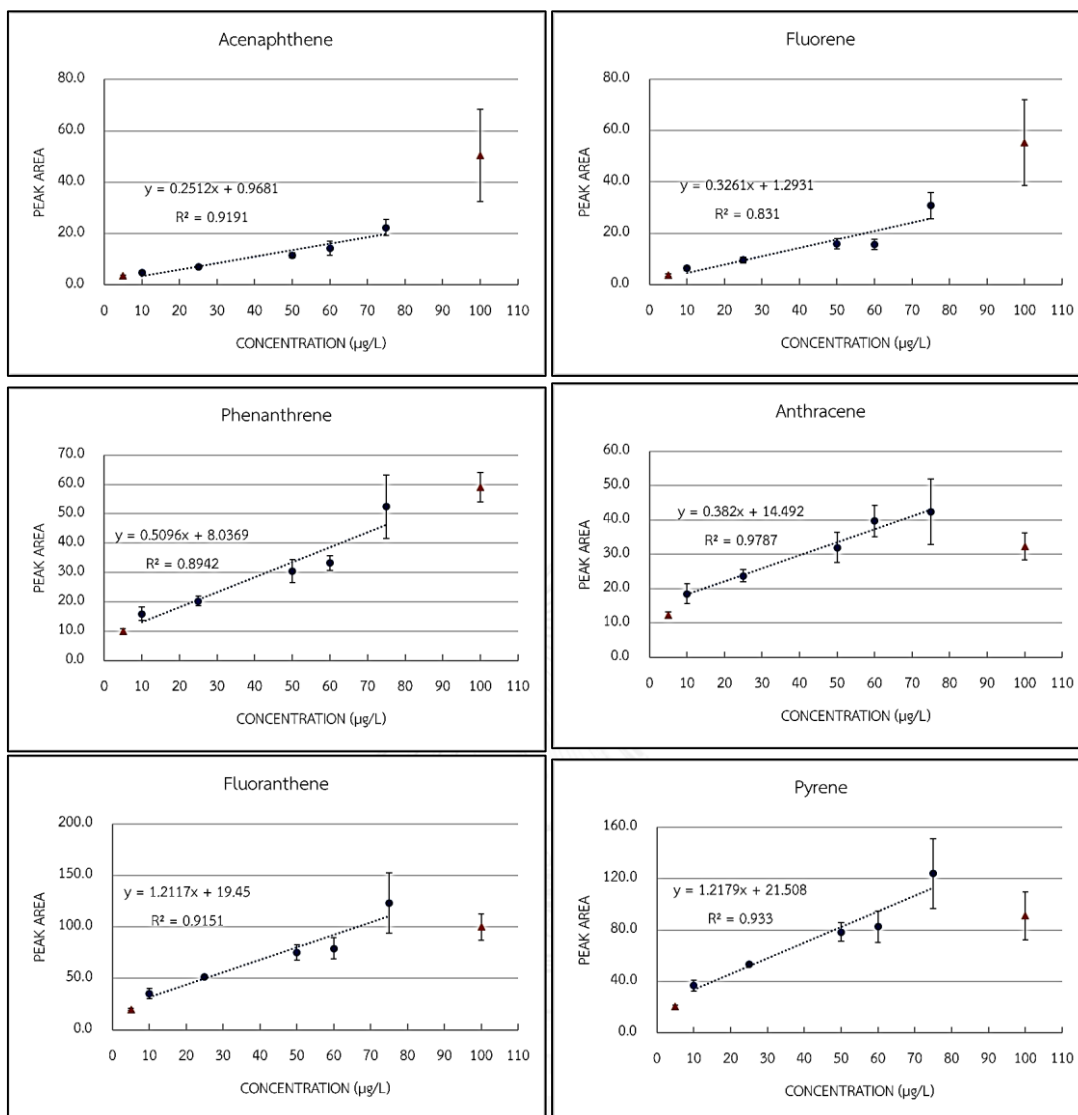 Acenaphthene
80.0
60.0
40.0
20.0
0.0
PEAK AREA
y = 0.2512x + 0.9681
R² = 0.9191
0 10 20 30 40 50 60 70 80 90 100 110
CONCENTRATION (µg/L)
Fluorene
80.0
60.0
40.0
20.0
0.0
PEAK AREA
y = 0.3261x + 1.2931
R² = 0.831
0 10 20 30 40 50 60 70 80 90 100 110
CONCENTRATION (µg/L)
Phenanthrene
70.0
60.0
50.0
40.0
30.0
20.0
10.0
0.0
PEAK AREA
y = 0.5096x + 8.0369
R² = 0.8942
0 10 20 30 40 50 60 70 80 90 100 110
CONCENTRATION (µg/L)
Anthracene
60.0
50.0
40.0
30.0
20.0
10.0
0.0
PEAK AREA
y = 0.382x + 14.492
R² = 0.9787
0 10 20 30 40 50 60 70 80 90 100 110
CONCENTRATION (µg/L)
Fluoranthene
200.0
150.0
100.0
50.0
0.0
PEAK AREA
y = 1.2117x + 19.45
R² = 0.9151
0 10 20 30 40 50 60 70 80 90 100 110
CONCENTRATION (µg/L)
Pyrene
160.0
120.0
80.0
40.0
0.0
PEAK AREA
y = 1.2179x + 21.508
R² = 0.933
0 10 20 30 40 50 60 70 80 90 100 110
CONCENTRATION (µg/L)